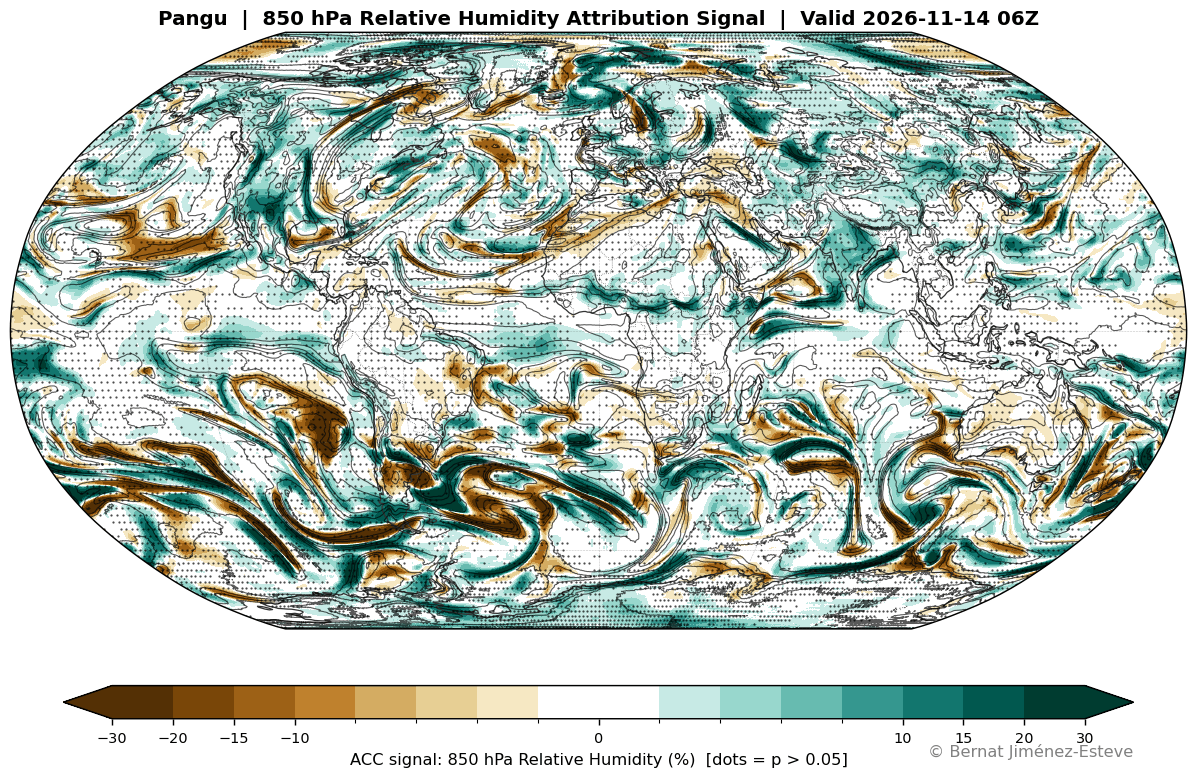 Pangu  |  850 hPa Relative Humidity Attribution Signal  |  Valid 2026-11-14 06Z
−30 −20 −15 −10 0 10 15 20 30
ACC signal: 850 hPa Relative Humidity (%)  [dots = p > 0.05]
© Bernat Jiménez-Esteve